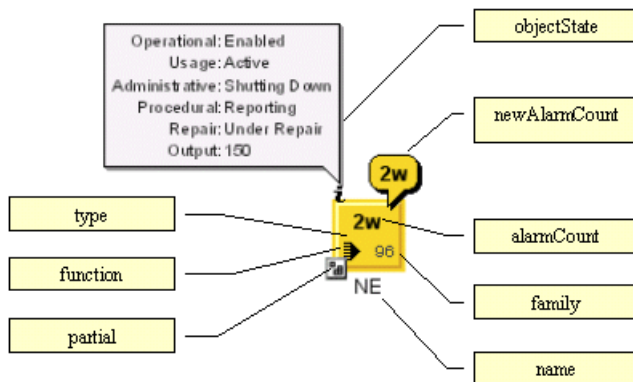 objectState
Operational: Enabled
Usage: Active
Administrative: Shutting Down
Procedural: Reporting
Repair: Under Repair
Output: 150
newAlarmCount
2w
i
type
2w
alarmCount
function
96
family
partial
NE
name